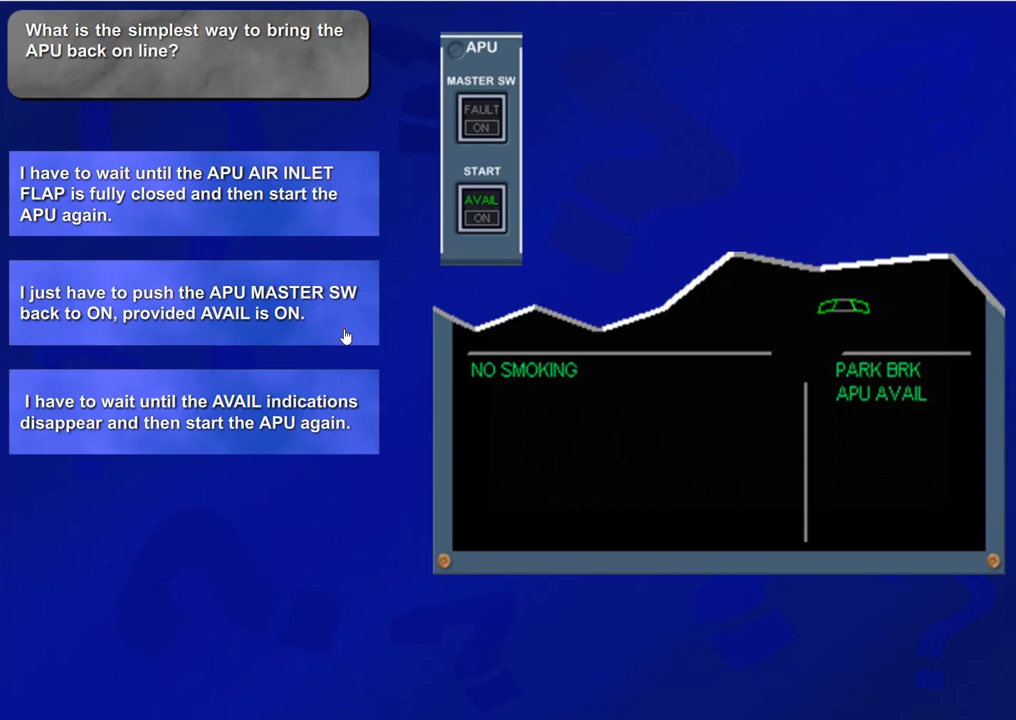 What is the simplest way to bring the
APU back on line?
I have to wait until the APU AIR INLET
FLAP is fully closed and then start the
APU again.
I just have to push the APU MASTER SW
back to ON, provided AVAIL is ON.
I have to wait until the AVAIL indications
disappear and then start the APU again.
APU
MASTER SW
FAULT
ON
START
AVAIL
ON
NO SMOKING
PARK BRK
APU AVAIL